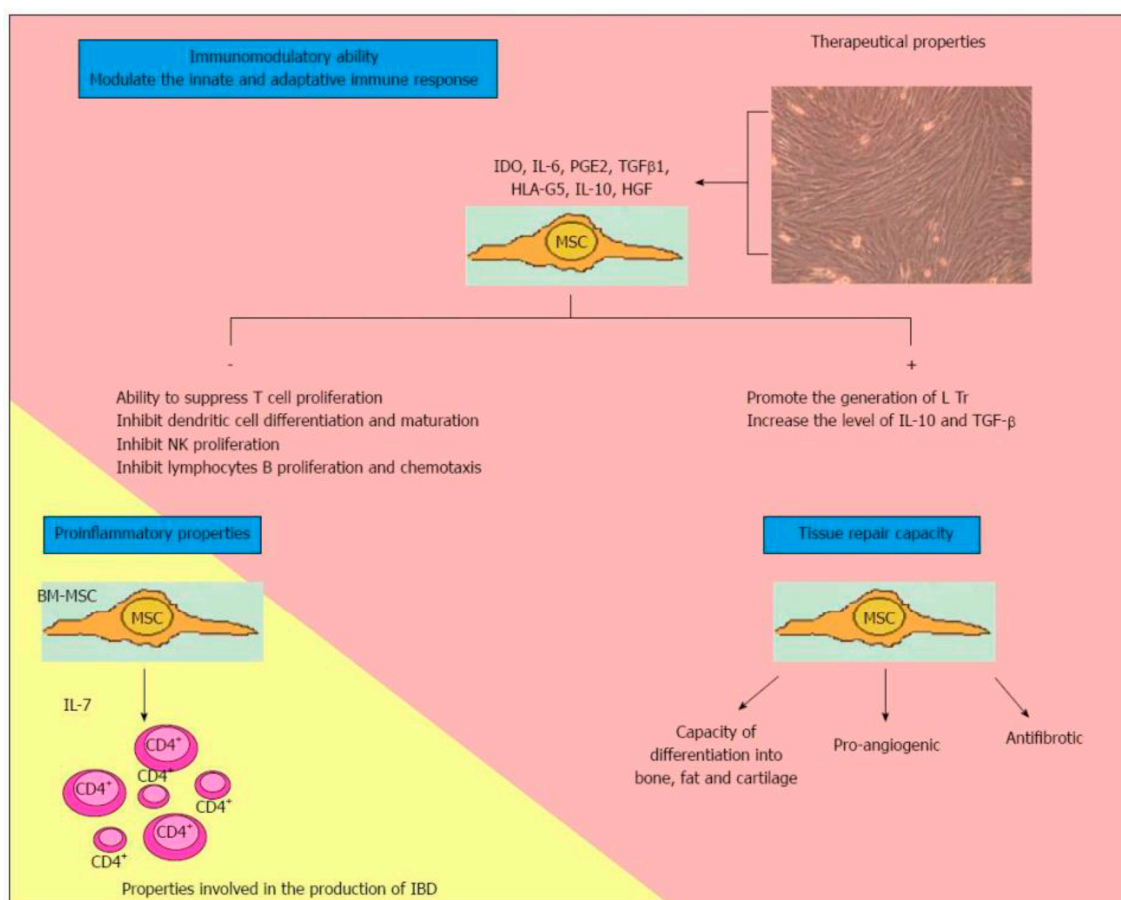 Immunomodulatory ability
Modulate the innate and adaptative immune response
Therapeutical properties
IDO, IL-6, PGE2, TGFβ1,
HLA-G5, IL-10, HGF
MSC
-
Ability to suppress T cell proliferation
Inhibit dendritic cell differentiation and maturation
Inhibit NK proliferation
Inhibit lymphocytes B proliferation and chemotaxis
+
Promote the generation of L Tr
Increase the level of IL-10 and TGF-β
Proinflammatory properties
BM-MSC
MSC
IL-7
CD4⁺
CD4⁺
CD4⁺
CD4⁺
CD4⁺
CD4⁺
Properties involved in the production of IBD
Tissue repair capacity
MSC
Capacity of
differentiation into
bone, fat and cartilage
Pro-angiogenic
Antifibrotic